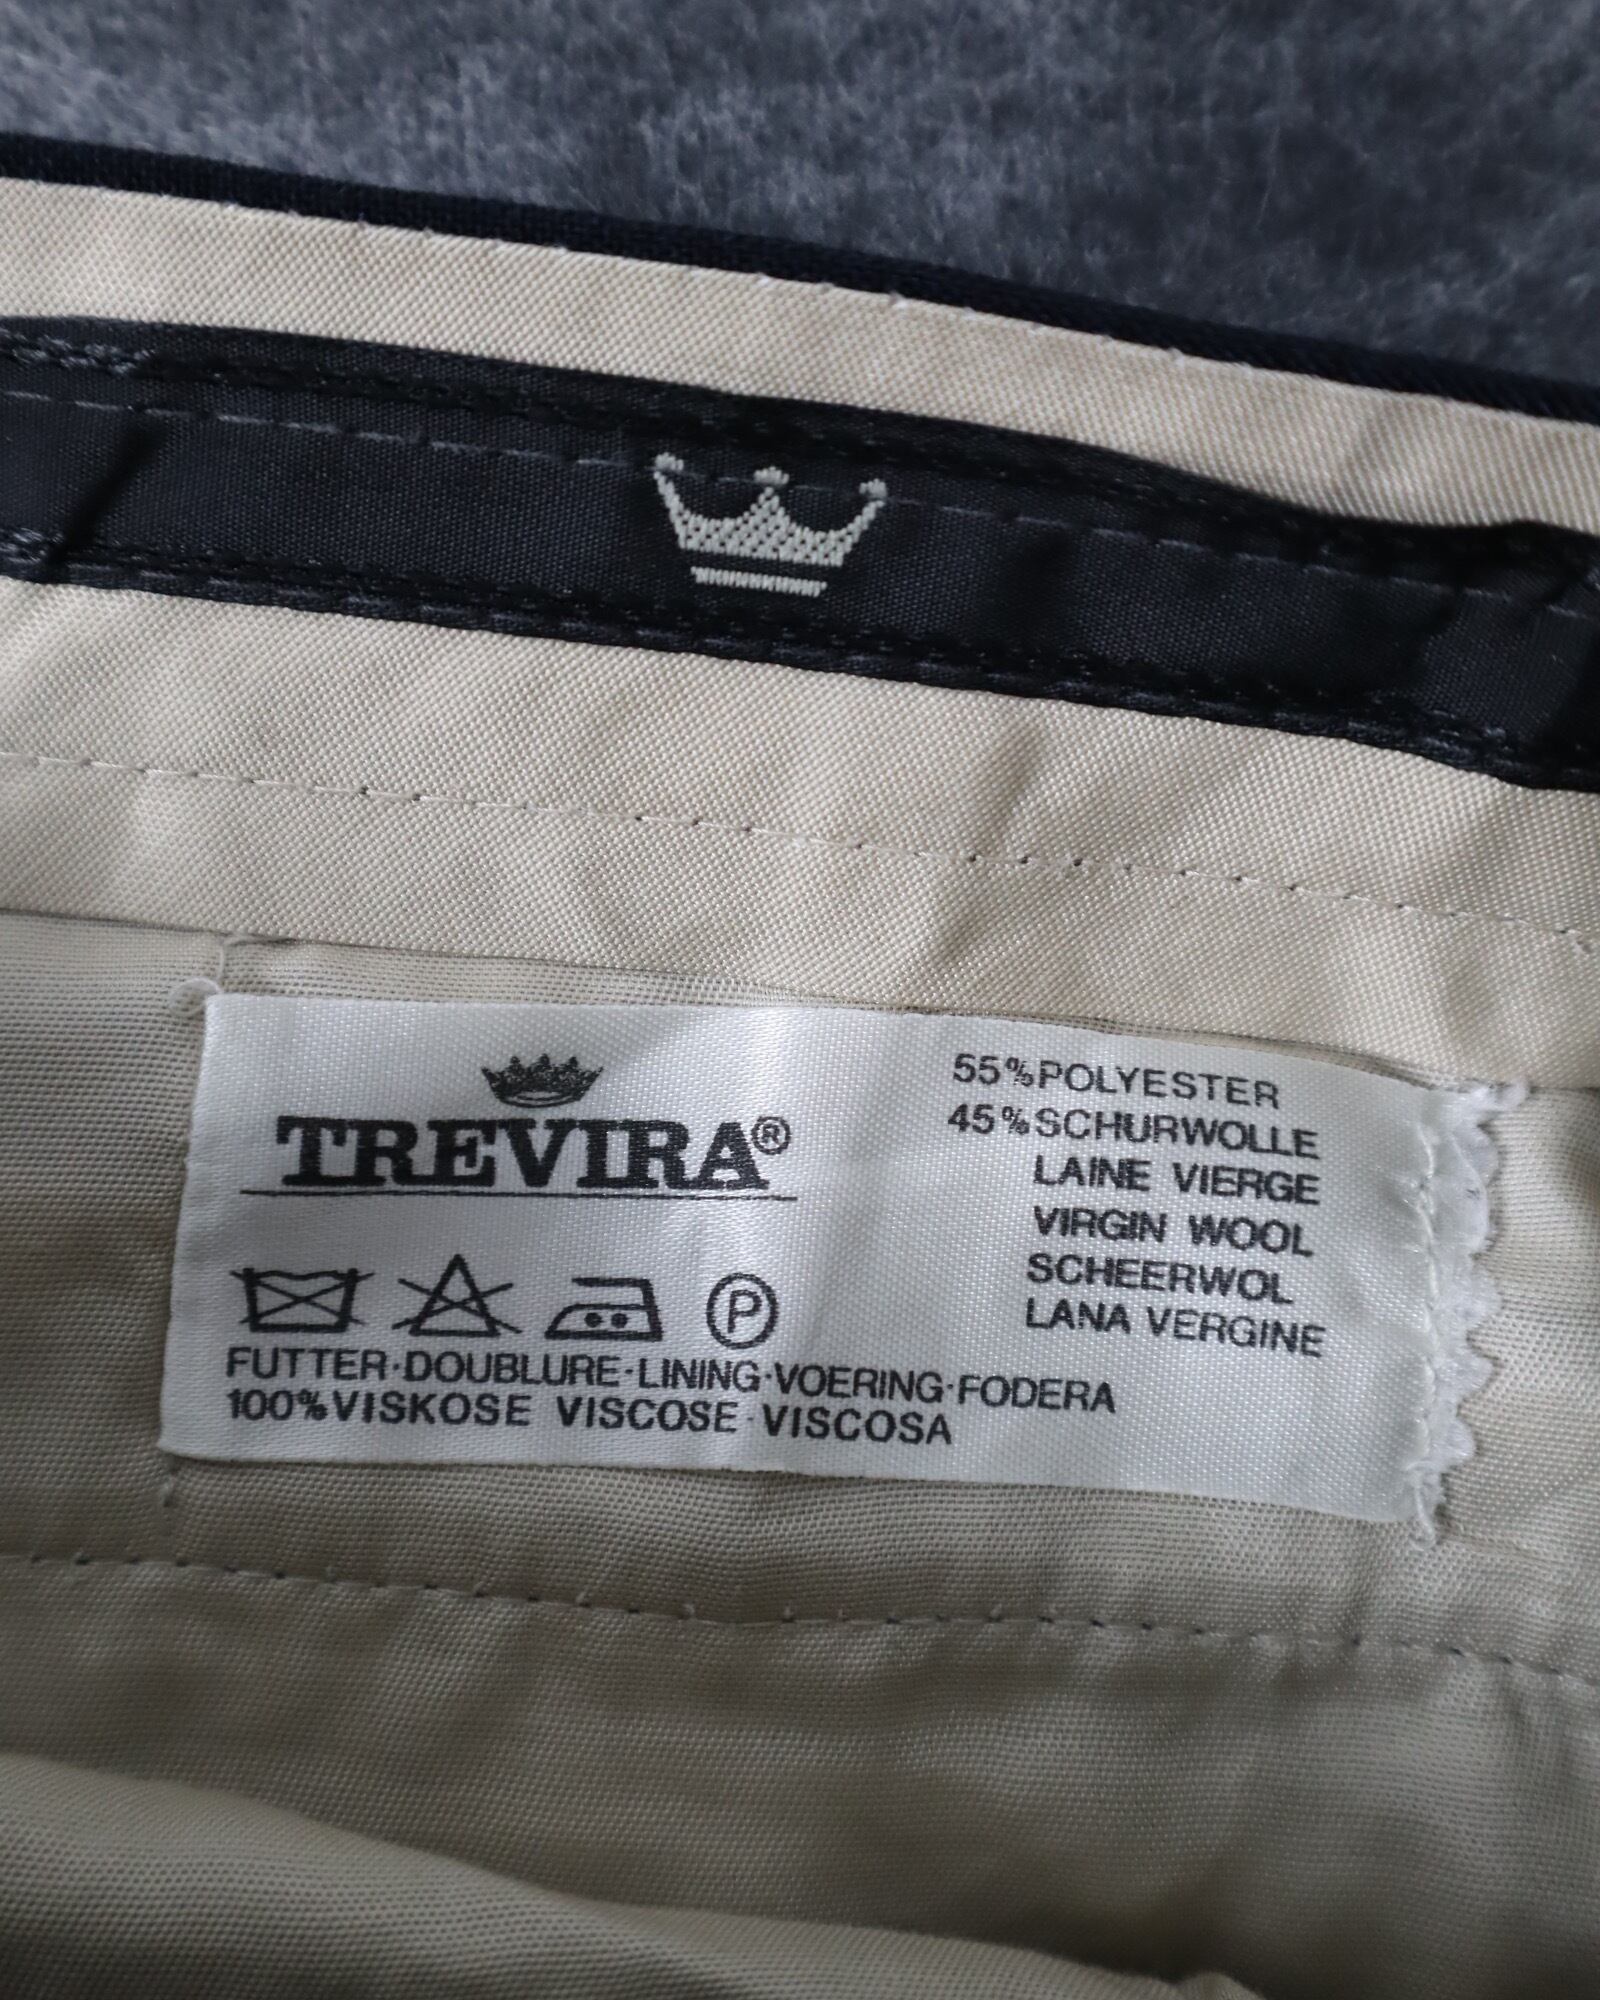 TREVIRA®
55%POLYESTER
45%SCHURWOLLE
LAINE VIERGE
VIRGIN WOOL
SCHEERWOL
LANA VERGINE
P
FUTTER·DOUBLURE·LINING·VOERING·FODERA
100%VISKOSE VISCOSE·VISCOSA